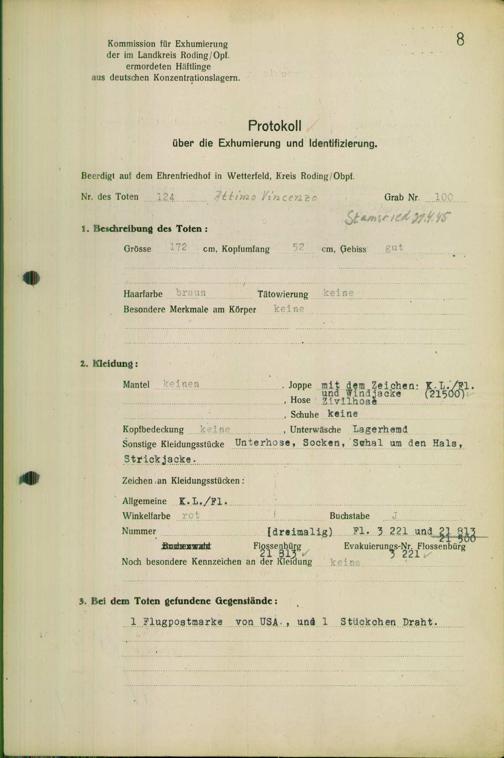 8
Kommission für Exhumierung
der im Landkreis Roding/Opf.
ermordeten Häftlinge
aus deutschen Konzentrationslagern.
Protokoll
über die Exhumierung und Identifizierung.
Beerdigt auf dem Ehrenfriedhof in Wetterfeld, Kreis Roding/Obpf.
Nr. des Toten 124 Ittimo Vincenzo Grab Nr. 100
Stamsried 27.4.45
1. Beschreibung des Toten:
Grösse 172 cm, Kopfumfang 52 cm, Gebiss gut
Haarfarbe braun Tätowierung keine
Besondere Merkmale am Körper keine
2. Kleidung:
Mantel keinen , Joppe mit dem Zeichen: K.L./Fl.
und Windjacke (21500)
, Hose Zivilhose
, Schuhe keine
Kopfbedeckung keine , Unterwäsche Lagerhemd
Sonstige Kleidungsstücke Unterhose, Socken, Schal um den Hals,
Strickjacke.
Zeichen an Kleidungsstücken:
Allgemeine K.L./Fl.
Winkelfarbe rot Buchstabe J
Nummer (dreimalig) Fl. 3 221 und 21 813
21 500
Buchenwald Flossenbürg Evakuierungs-Nr. Flossenbürg
21 813 3 221
Noch besondere Kennzeichen an der Kleidung keine
3. Bei dem Toten gefundene Gegenstände:
1 Flugpostmarke von USA., und 1 Stückchen Draht.